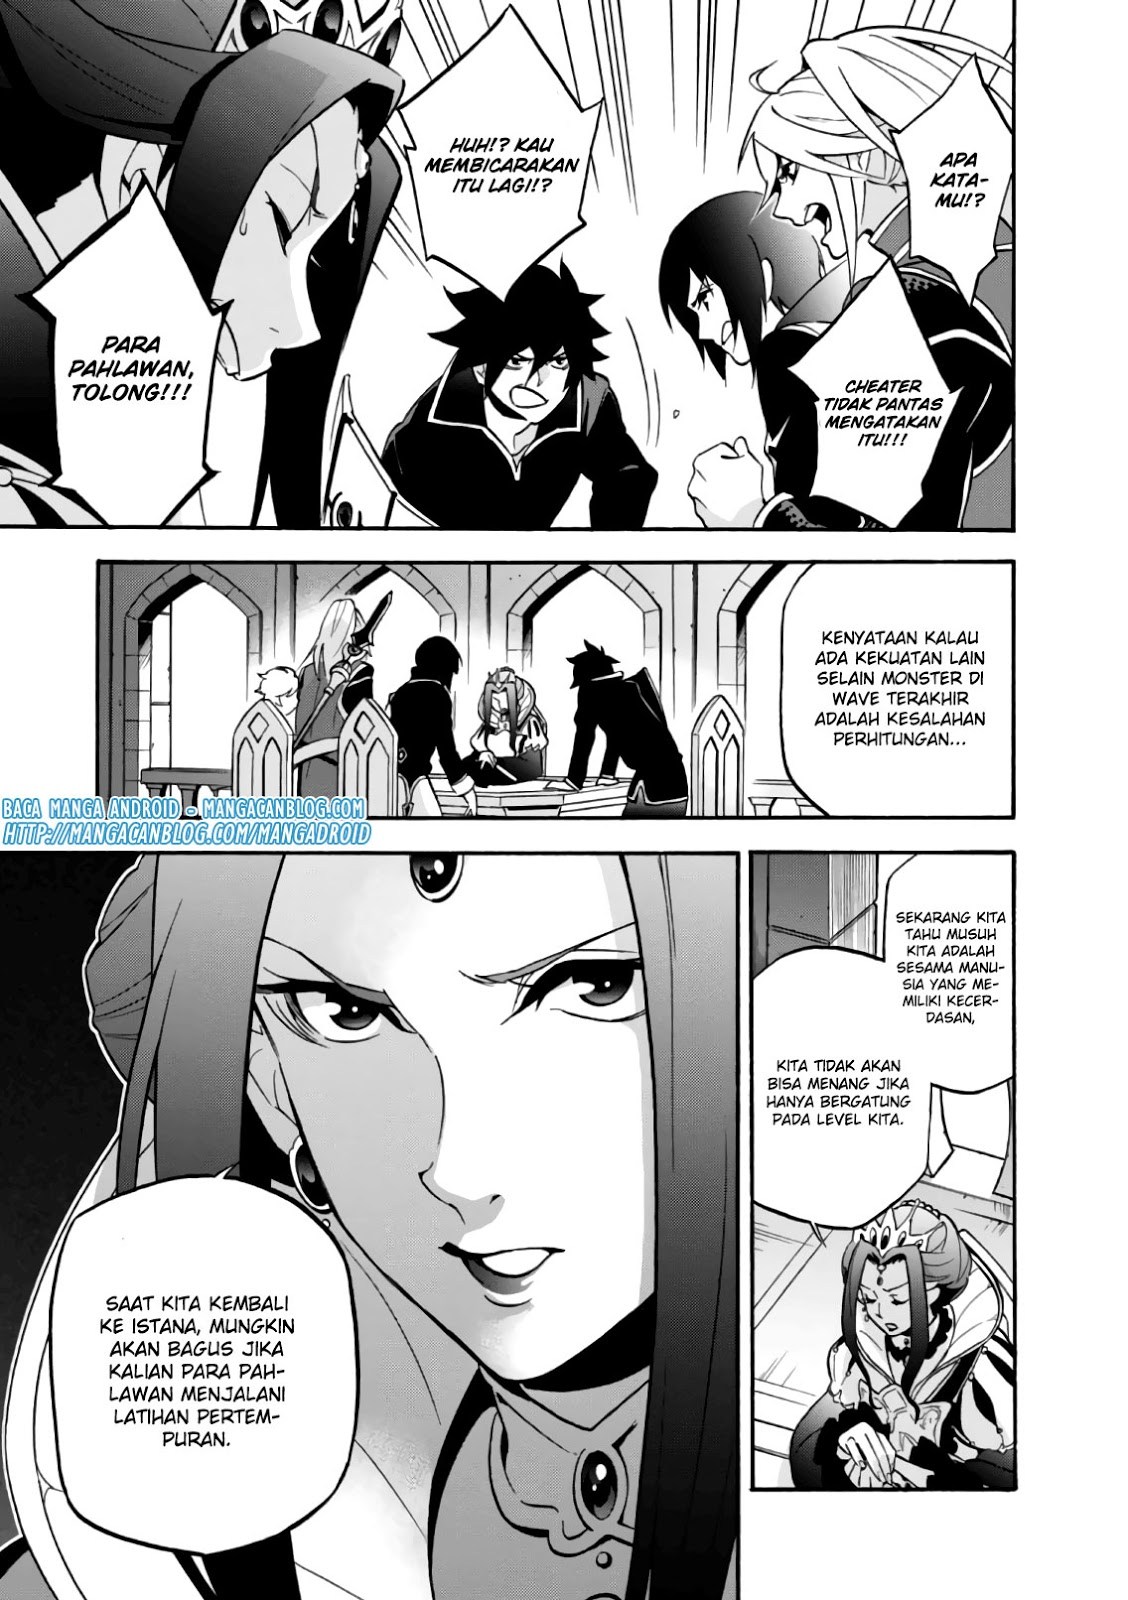 APA
KATA-
MU!?
CHEATER
TIDAK PANTAS
MENGATAKAN
ITU!!!
HUH!? KAU
MEMBICARAKAN
ITU LAGI!?
PARA
PAHLAWAN,
TOLONG!!!
KENYATAAN KALAU
ADA KEKUATAN LAIN
SELAIN MONSTER DI
WAVE TERAKHIR
ADALAH KESALAHAN
PERHITUNGAN...
BACA MANGA ANDROID - MANGACANBLOG.COM
HTTP://MANGACANBLOG.COM/MANGADROID
SEKARANG KITA
TAHU MUSUH
KITA ADALAH
SESAMA MANU-
SIA YANG ME-
MILIKI KECER-
DASAN,
KITA TIDAK AKAN
BISA MENANG JIKA
HANYA BERGATUNG
PADA LEVEL KITA.
SAAT KITA KEMBALI
KE ISTANA, MUNGKIN
AKAN BAGUS JIKA
KALIAN PARA PAH-
LAWAN MENJALANI
LATIHAN PERTEM-
PURAN.